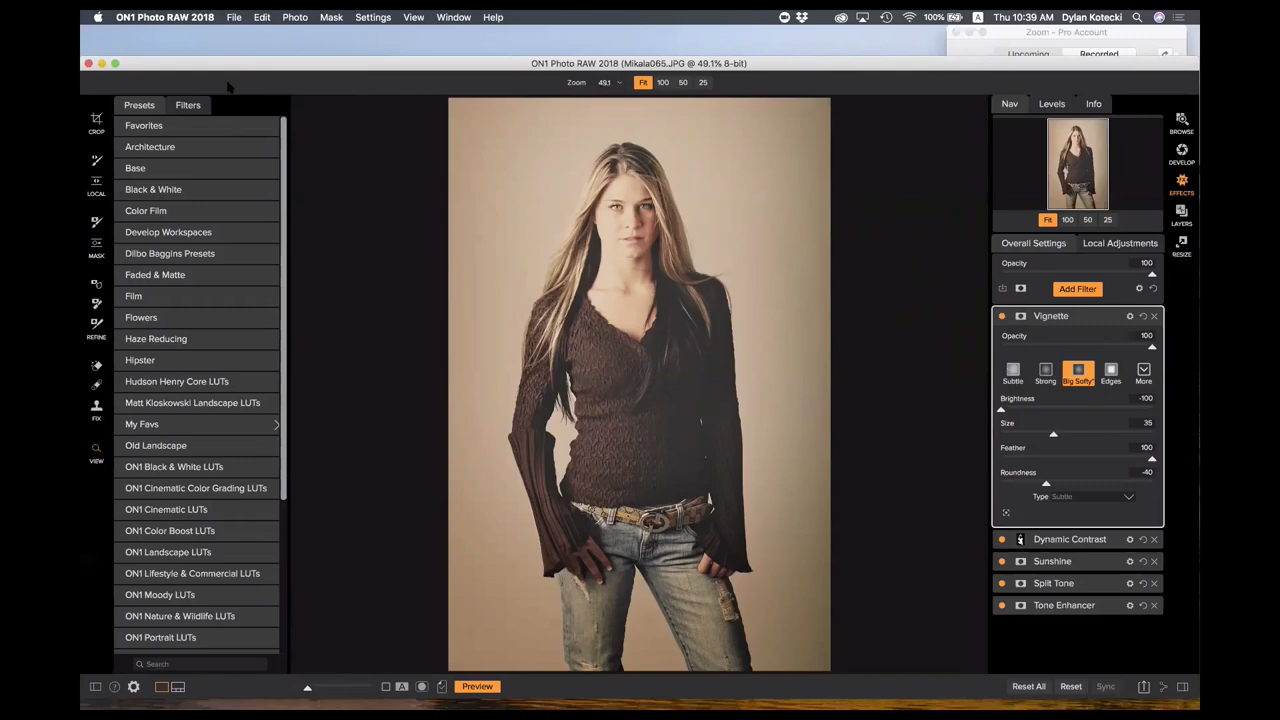 ON1 Photo RAW 2018 File Edit Photo Mask Settings View Window Help 100% A Thu 10:39 AM Dylan Kotecki
Zoom - Pro Account
Upcoming Recorded
ON1 Photo RAW 2018 (Mikala065.JPG @ 49.1% 8-bit)
Zoom 49.1 Fit 100 50 25
Presets Filters
Favorites
Architecture
Base
Black & White
Color Film
Develop Workspaces
Dilbo Baggins Presets
Faded & Matte
Film
Flowers
Haze Reducing
Hipster
Hudson Henry Core LUTs
Matt Kloskowski Landscape LUTs
My Favs
Old Landscape
ON1 Black & White LUTs
ON1 Cinematic Color Grading LUTs
ON1 Cinematic LUTs
ON1 Color Boost LUTs
ON1 Landscape LUTs
ON1 Lifestyle & Commercial LUTs
ON1 Moody LUTs
ON1 Nature & Wildlife LUTs
ON1 Portrait LUTs
Search
CROP
LOCAL
MASK
REFINE
FIX
VIEW
Nav Levels Info
Fit 100 50 25
Overall Settings Local Adjustments
Opacity 100
Add Filter
Vignette
Opacity 100
Subtle Strong Big Softy* Edges More
Brightness -100
Size 35
Feather 100
Roundness -40
Type Subtle
Dynamic Contrast
Sunshine
Split Tone
Tone Enhancer
BROWSE
DEVELOP
EFFECTS
LAYERS
RESIZE
A Preview Reset All Reset Sync